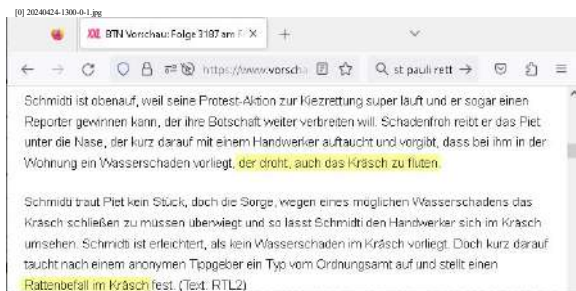 [0] 20240424-1300-0-1.jpg
XXL BTN Vorschau: Folge 3187 am F
https://www.vorscha
st pauli rett
Schmidti ist obenauf, weil seine Protest-Aktion zur Kiezrettung super läuft und er sogar einen
Reporter gewinnen kann, der ihre Botschaft weiter verbreiten will. Schadenfroh reibt er das Piet
unter die Nase, der kurz darauf mit einem Handwerker auftaucht und vorgibt, dass bei ihm in der
Wohnung ein Wasserschaden vorliegt, der droht, auch das Kräsch zu fluten.
Schmidti traut Piet kein Stück, doch die Sorge, wegen eines möglichen Wasserschadens das
Kräsch schließen zu müssen überwiegt und so lässt Schmidti den Handwerker sich im Kräsch
umsehen. Schmidti ist erleichtert, als kein Wasserschaden im Kräsch vorliegt. Doch kurz darauf
taucht nach einem anonymen Tippgeber ein Typ vom Ordnungsamt auf und stellt einen
Rattenbefall im Kräsch fest. (Text: RTL2)